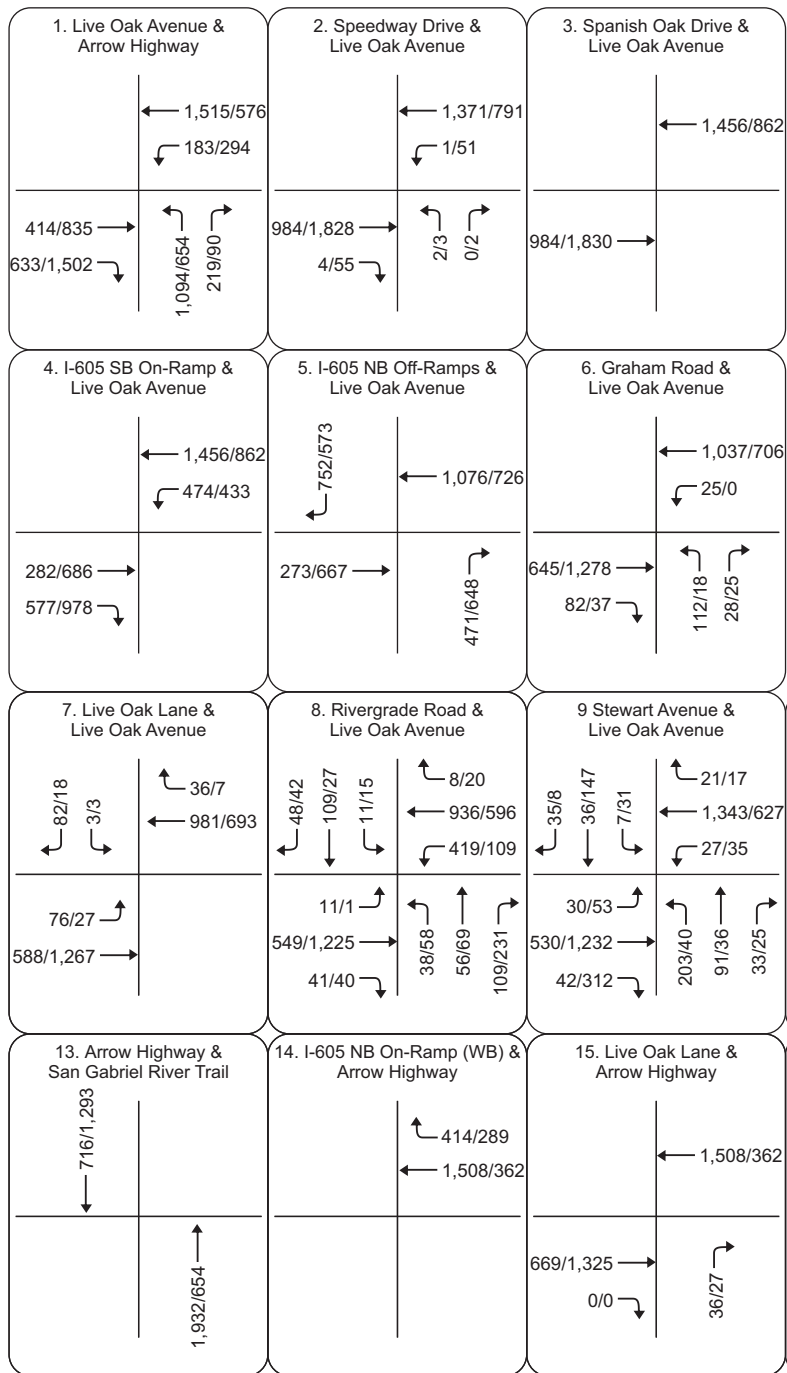 1. Live Oak Avenue &
Arrow Highway
1,515/576
183/294
414/835
633/1,502
1,094/654
219/90
2. Speedway Drive &
Live Oak Avenue
1,371/791
1/51
984/1,828
4/55
2/3
0/2
3. Spanish Oak Drive &
Live Oak Avenue
1,456/862
984/1,830
4. I-605 SB On-Ramp &
Live Oak Avenue
1,456/862
474/433
282/686
577/978
5. I-605 NB Off-Ramps &
Live Oak Avenue
752/573
1,076/726
273/667
471/648
6. Graham Road &
Live Oak Avenue
1,037/706
25/0
645/1,278
82/37
112/18
28/25
7. Live Oak Lane &
Live Oak Avenue
82/18
3/3
36/7
981/693
76/27
588/1,267
8. Rivergrade Road &
Live Oak Avenue
48/42
109/27
11/15
8/20
936/596
419/109
11/1
549/1,225
41/40
38/58
56/69
109/231
9 Stewart Avenue &
Live Oak Avenue
35/8
36/147
7/31
21/17
1,343/627
27/35
30/53
530/1,232
42/312
203/40
91/36
33/25
13. Arrow Highway &
San Gabriel River Trail
716/1,293
1,932/654
14. I-605 NB On-Ramp (WB) &
Arrow Highway
414/289
1,508/362
15. Live Oak Lane &
Arrow Highway
1,508/362
669/1,325
0/0
36/27